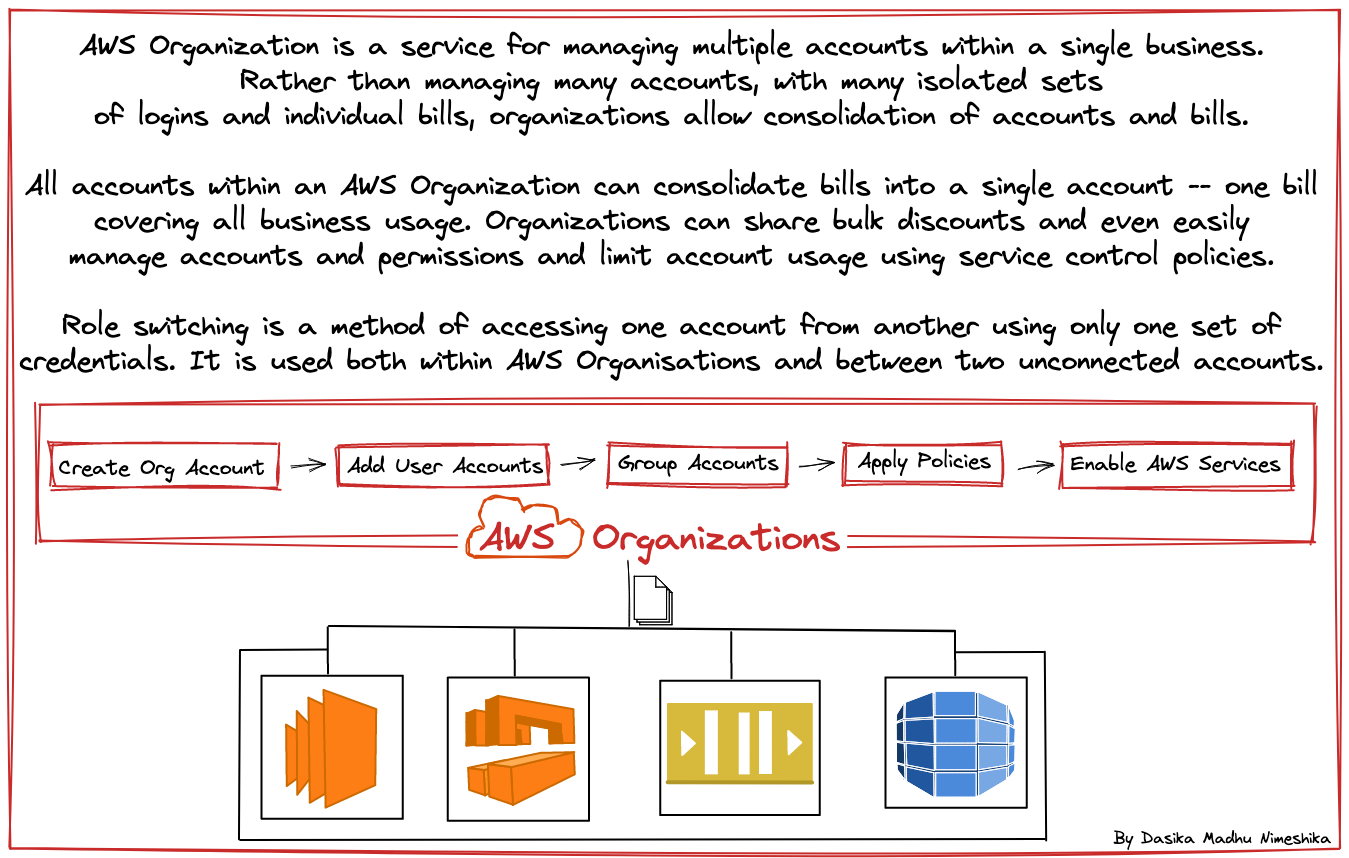 AWS Organization is a service for managing multiple accounts within a single business.
Rather than managing many accounts, with many isolated sets
of logins and individual bills, organizations allow consolidation of accounts and bills.
All accounts within an AWS Organization can consolidate bills into a single account -- one bill
covering all business usage. Organizations can share bulk discounts and even easily
manage accounts and permissions and limit account usage using service control policies.
Role switching is a method of accessing one account from another using only one set of
credentials. It is used both within AWS Organisations and between two unconnected accounts.
Create Org Account
Add User Accounts
Group Accounts
Apply Policies
Enable AWS Services
AWS Organizations
By Dasika Madhu Nimeshika